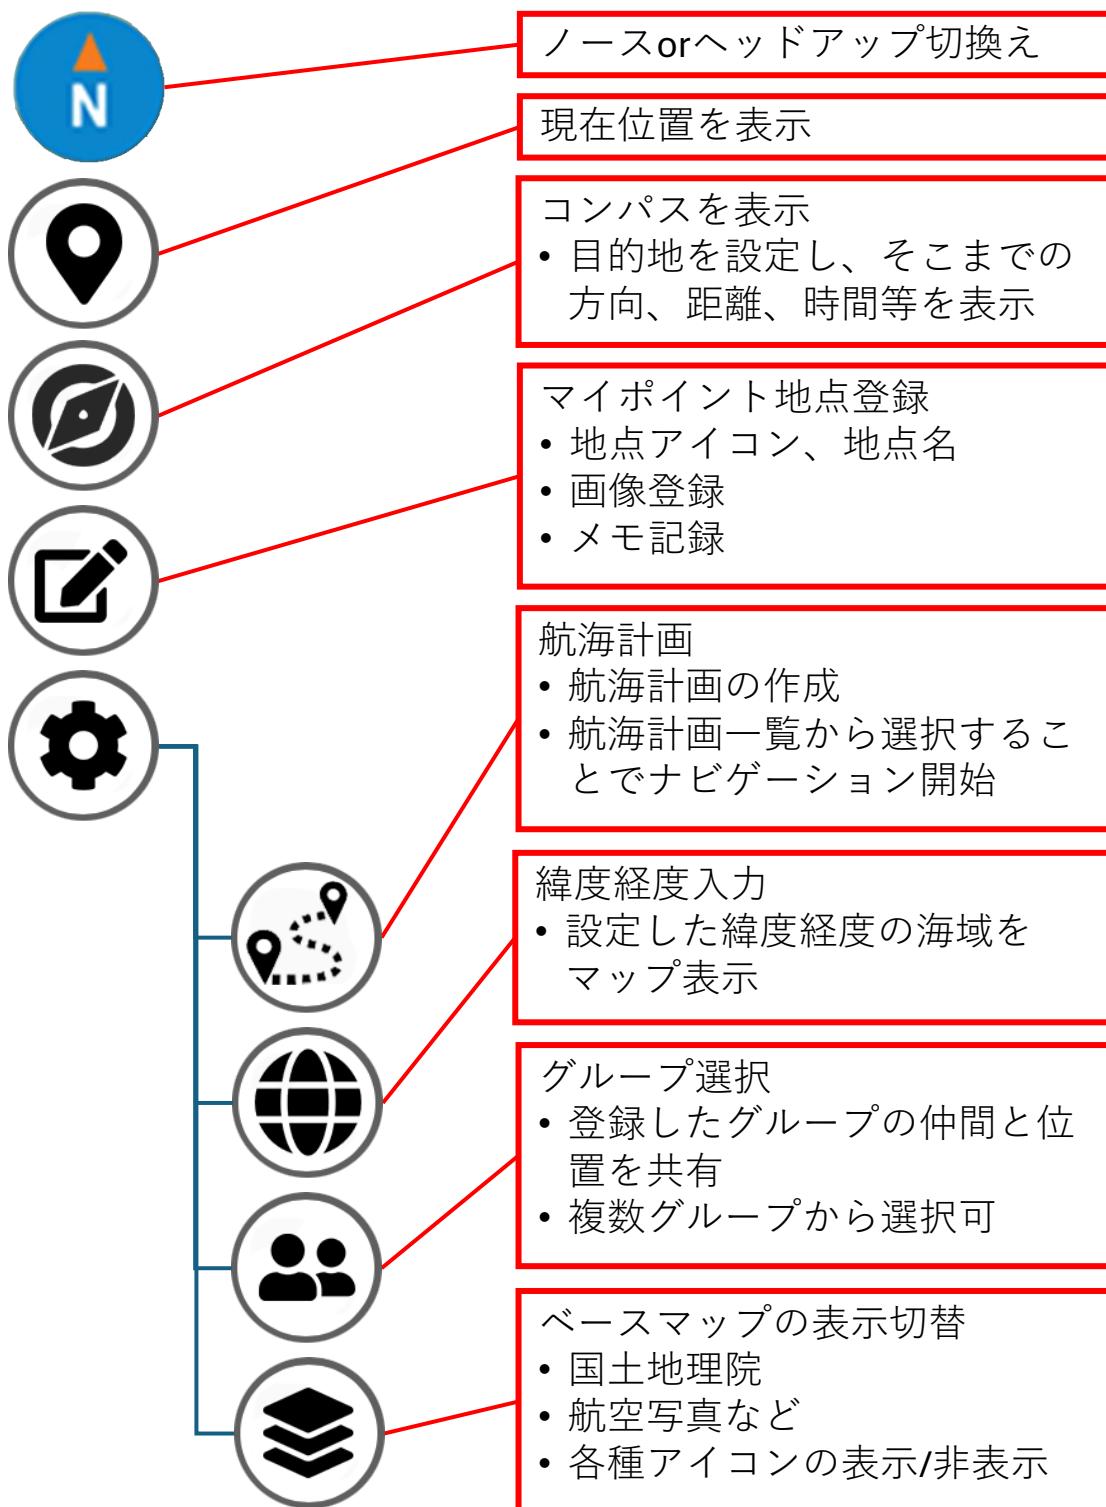 N
ノースorヘッドアップ切換え
現在位置を表示
コンパスを表示
• 目的地を設定し、そこまでの
方向、距離、時間等を表示
マイポイント地点登録
• 地点アイコン、地点名
• 画像登録
• メモ記録
航海計画
• 航海計画の作成
• 航海計画一覧から選択するこ
とでナビゲーション開始
緯度経度入力
• 設定した緯度経度の海域を
マップ表示
グループ選択
• 登録したグループの仲間と位
置を共有
• 複数グループから選択可
ベースマップの表示切替
• 国土地理院
• 航空写真など
• 各種アイコンの表示/非表示